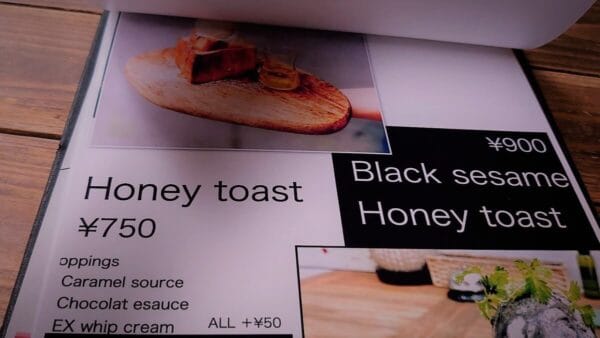 Honey toast
¥750
oppings
Caramel source
Chocolat esauce
EX whip cream
ALL +¥50
¥900
Black sesame
Honey toast